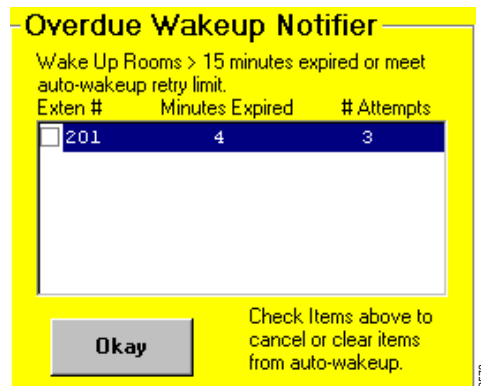 Overdue Wakeup Notifier
Wake Up Rooms > 15 minutes expired or meet
auto-wakeup retry limit.
Exten # Minutes Expired # Attempts
201 4 3
Check Items above to
cancel or clear items
from auto-wakeup.
Okay